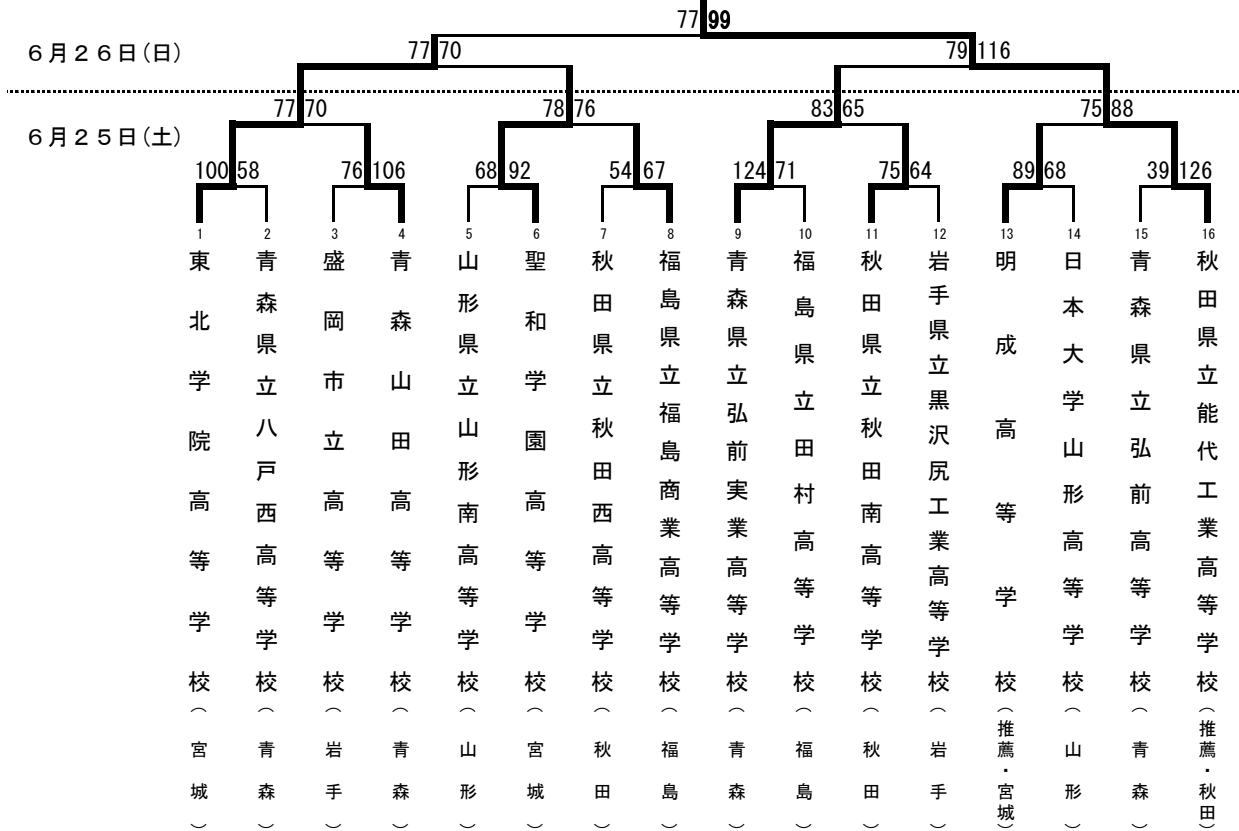 77 99
6月26日(日)
77 70
79 116
77 70
78 76
83 65
75 88
6月25日(土)
100 58
76 106
68 92
54 67
124 71
75 64
89 68
39 126
1
2
3
4
5
6
7
8
9
10
11
12
13
14
15
16
東北学院高等学校(宮城)
青森県立八戸西高等学校(青森)
盛岡市立高等学校(岩手)
青森山田高等学校(青森)
山形県立山形南高等学校(山形)
聖和学園高等学校(宮城)
秋田県立秋田西高等学校(秋田)
福島県立福島商業高等学校(福島)
青森県立弘前実業高等学校(青森)
福島県立田村高等学校(福島)
秋田県立秋田南高等学校(秋田)
岩手県立黒沢尻工業高等学校(岩手)
明成高等学校(推薦・宮城)
日本大学山形高等学校(山形)
青森県立弘前高等学校(青森)
秋田県立能代工業高等学校(推薦・秋田)